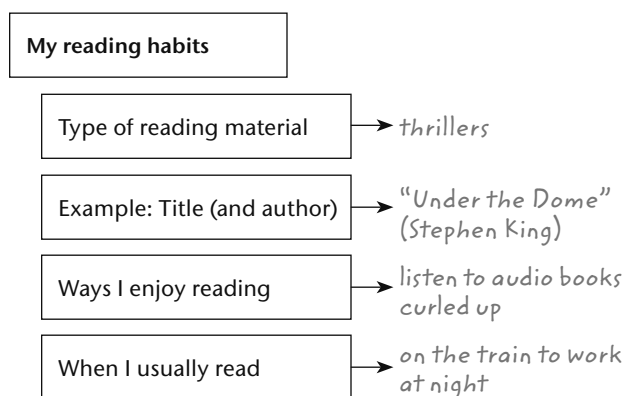 My reading habits
Type of reading material
thrillers
Example: Title (and author)
“Under the Dome”
(Stephen King)
Ways I enjoy reading
listen to audio books
curled up
When I usually read
on the train to work
at night